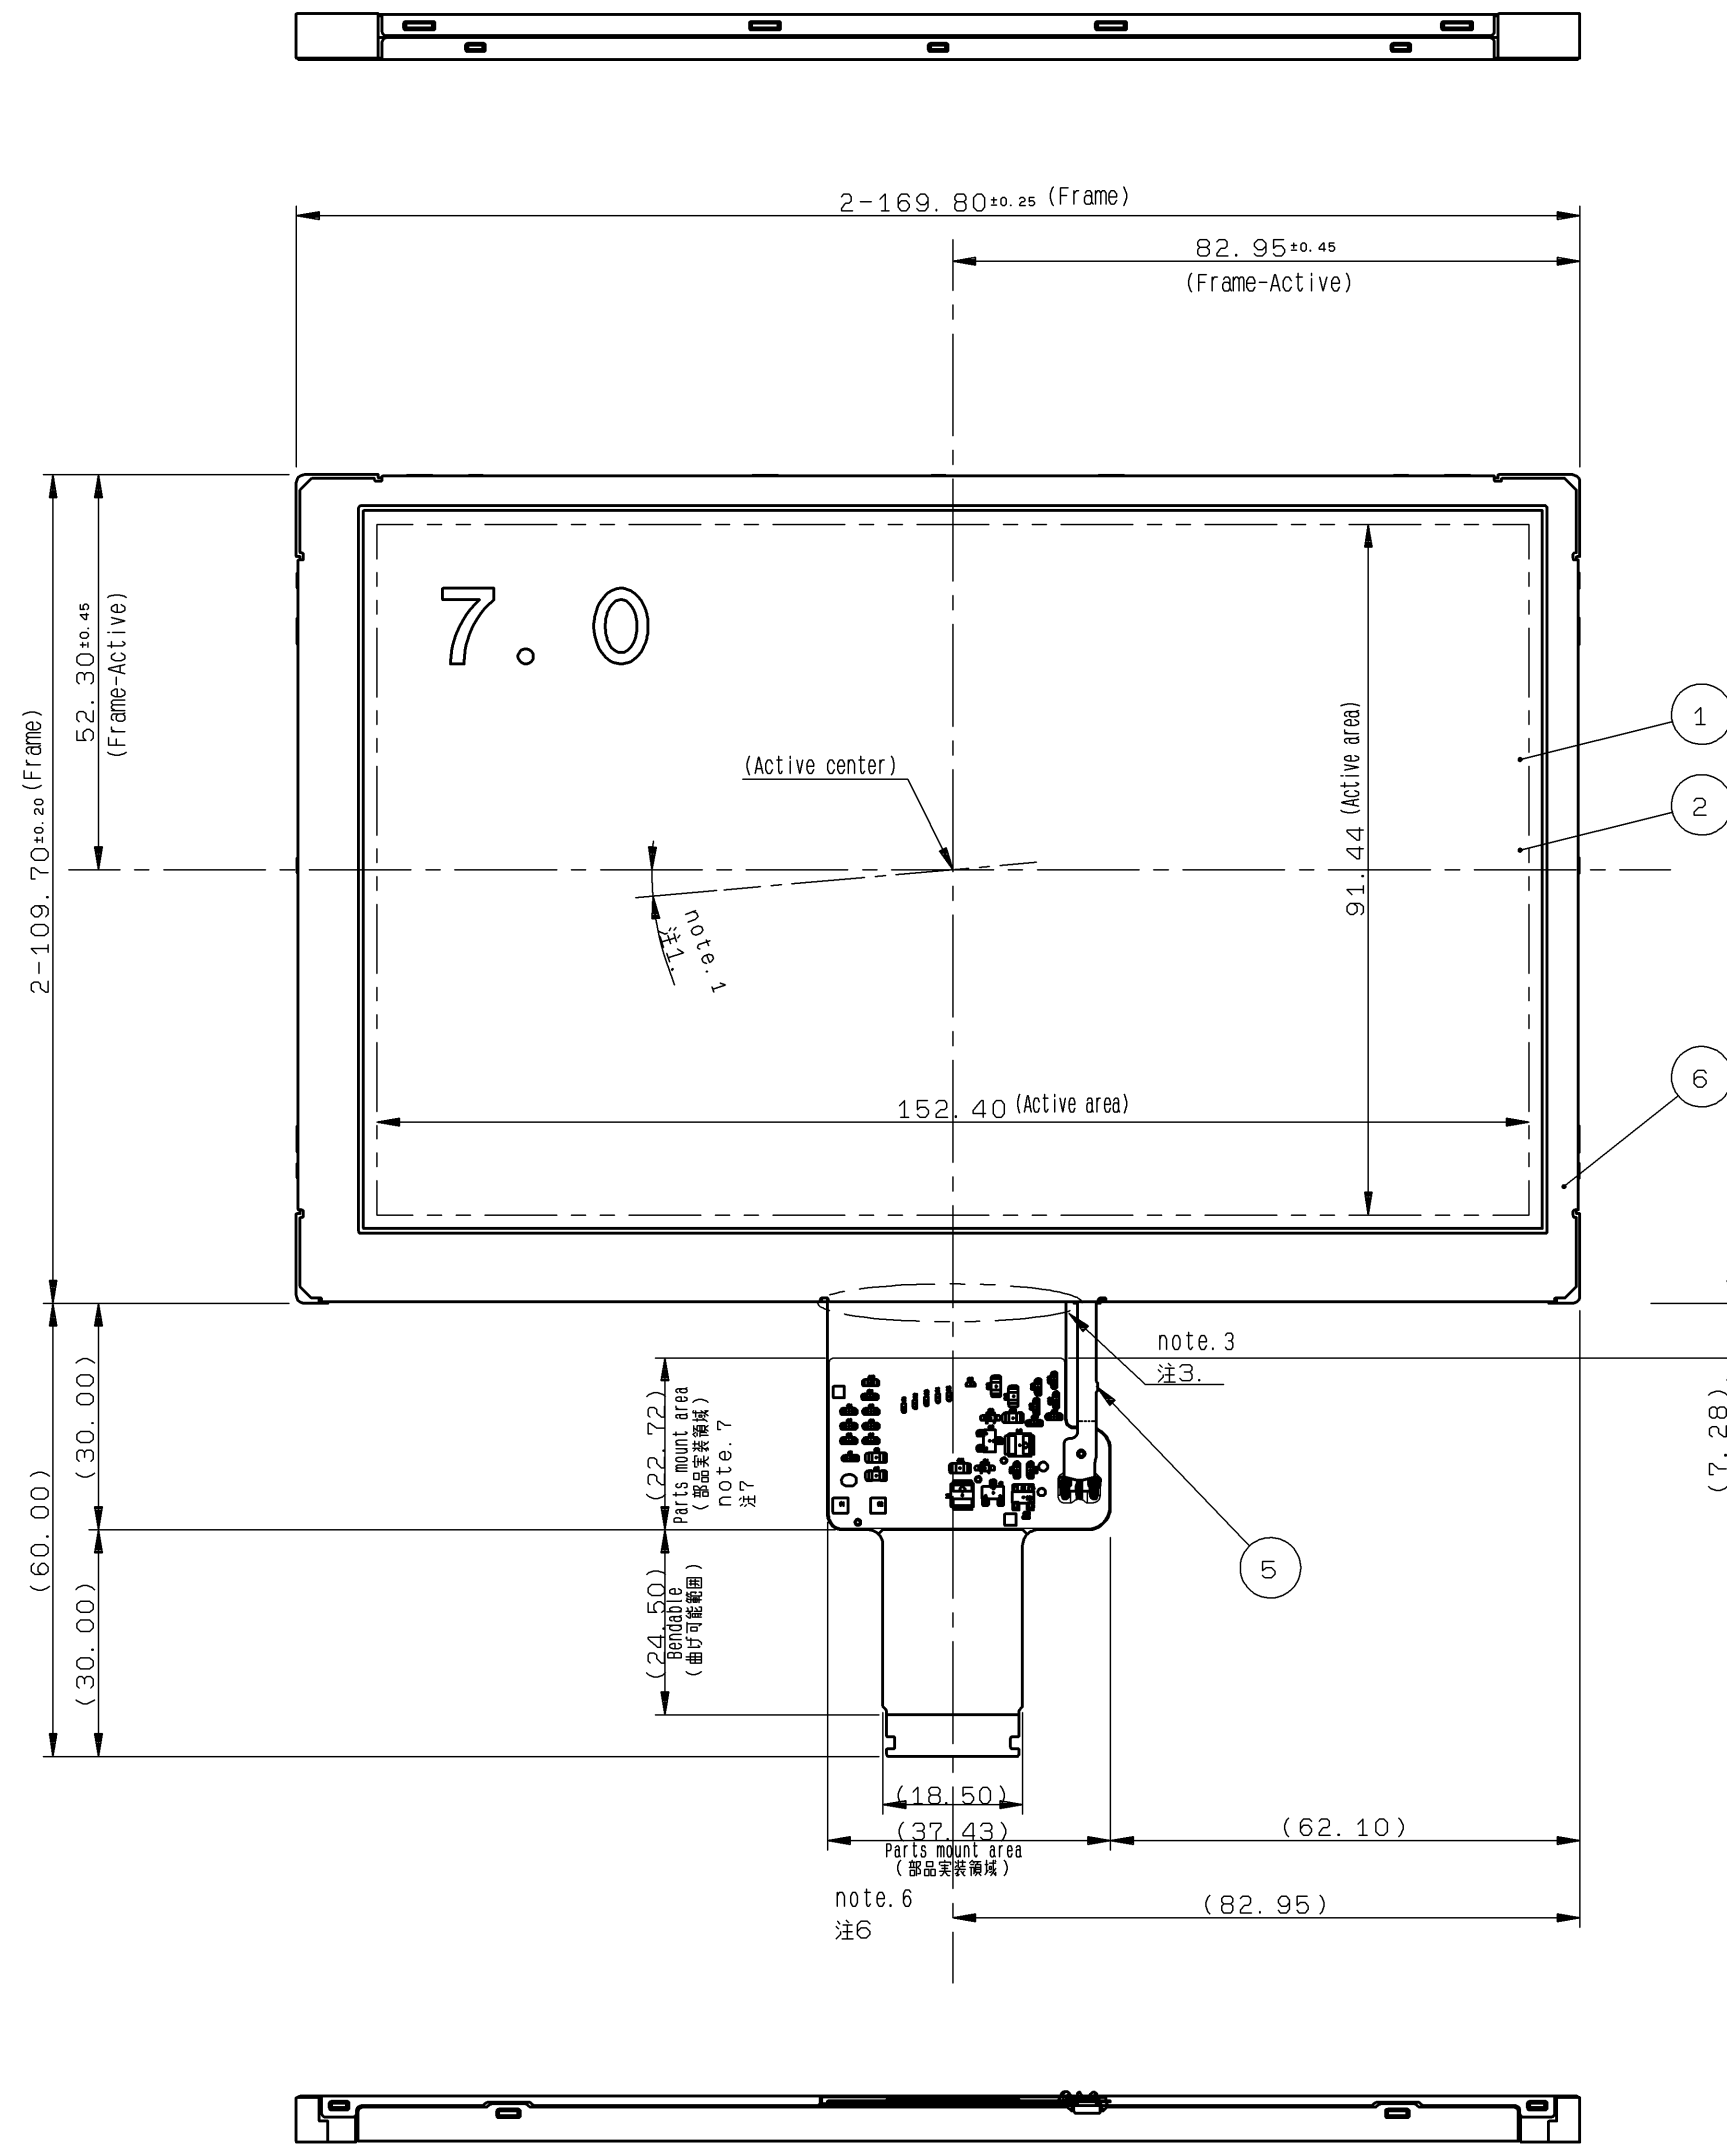 2-169.80±0.25 (Frame)
82.95±0.45
(Frame-Active)
7.0
52.30±0.45
(Frame-Active)
2-109.70±0.20 (Frame)
(Active center)
91.44 (Active area)
1
2
note.1
注1.
6
152.40 (Active area)
note.3
注3.
(30.00)
(60.00)
(30.00)
(22.72)
Parts mount area
(部品実装領域)
note.7
注7
(7.28)
5
(24.50)
Bendable
(曲げ可能範囲)
(18.50)
(37.43)
Parts mount area
(部品実装領域)
(62.10)
note.6
注6
(82.95)